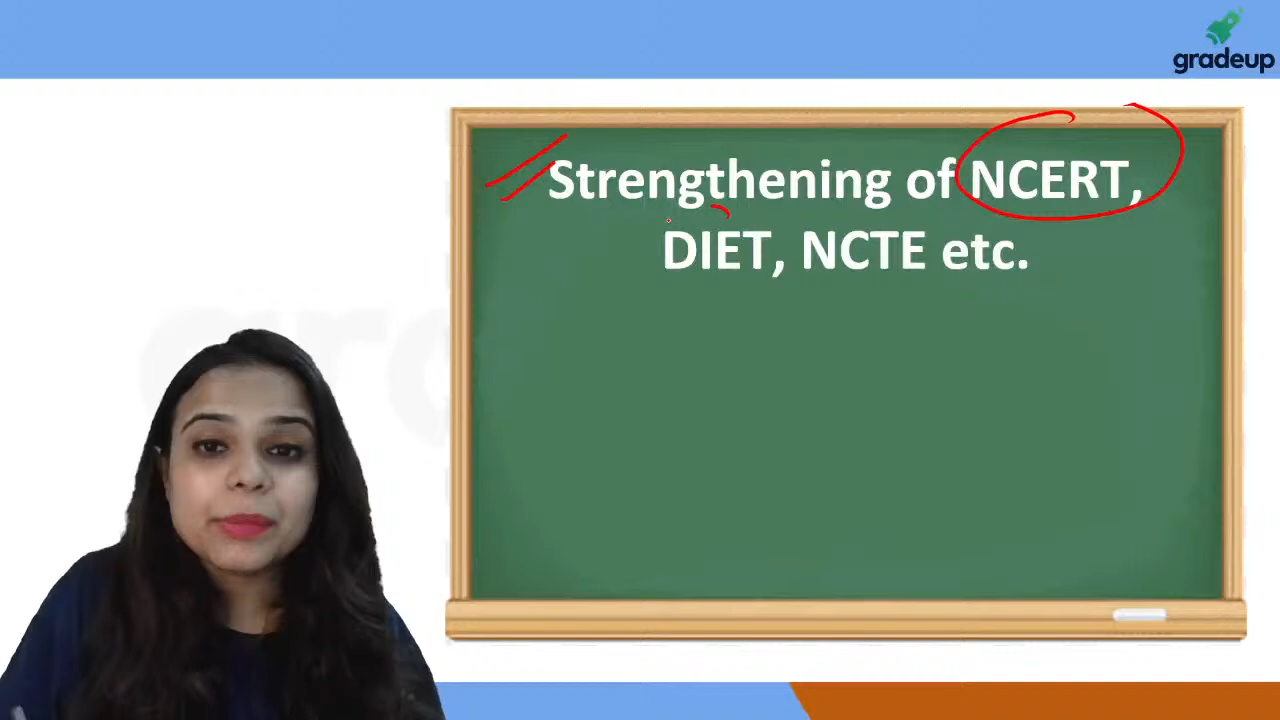 gradeup
Strengthening of NCERT,
DIET, NCTE etc.